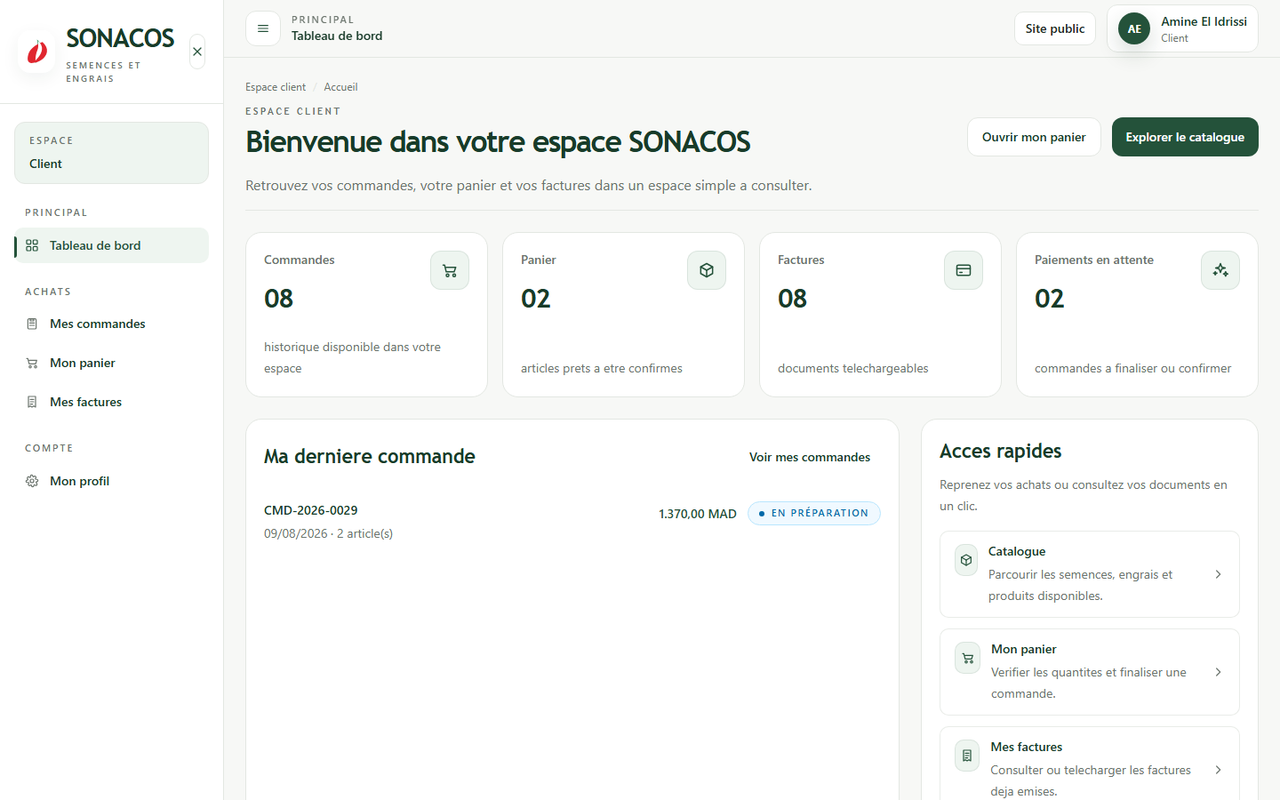 SONACOS
SEMENCES ET
ENGRAIS
ESPACE
Client
PRINCIPAL
Tableau de bord
ACHATS
Mes commandes
Mon panier
Mes factures
COMPTE
Mon profil
PRINCIPAL
Tableau de bord
Site public
AE
Amine El Idrissi
Client
Espace client / Accueil
ESPACE CLIENT
Bienvenue dans votre espace SONACOS
Retrouvez vos commandes, votre panier et vos factures dans un espace simple a consulter.
Ouvrir mon panier
Explorer le catalogue
Commandes
08
historique disponible dans votre
espace
Panier
02
articles prets a etre confirmes
Factures
08
documents telechargeables
Paiements en attente
02
commandes a finaliser ou confirmer
Ma derniere commande
Voir mes commandes
CMD-2026-0029
09/08/2026 · 2 article(s)
1.370,00 MAD
EN PRÉPARATION
Acces rapides
Reprenez vos achats ou consultez vos documents en
un clic.
Catalogue
Parcourir les semences, engrais et
produits disponibles.
Mon panier
Verifier les quantites et finaliser une
commande.
Mes factures
Consulter ou telecharger les factures
deja emises.